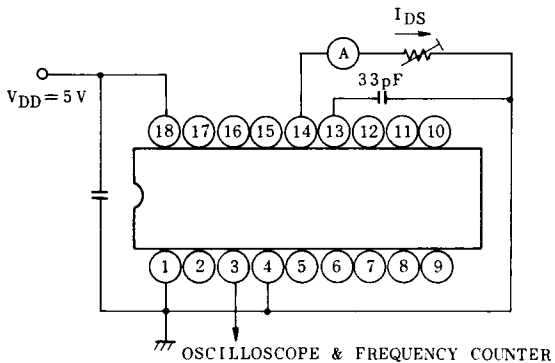 I_DS
A
33pF
V_DD=5V
18 17 16 15 14 13 12 11 10
1 2 3 4 5 6 7 8 9
OSCILLOSCOPE & FREQUENCY COUNTER